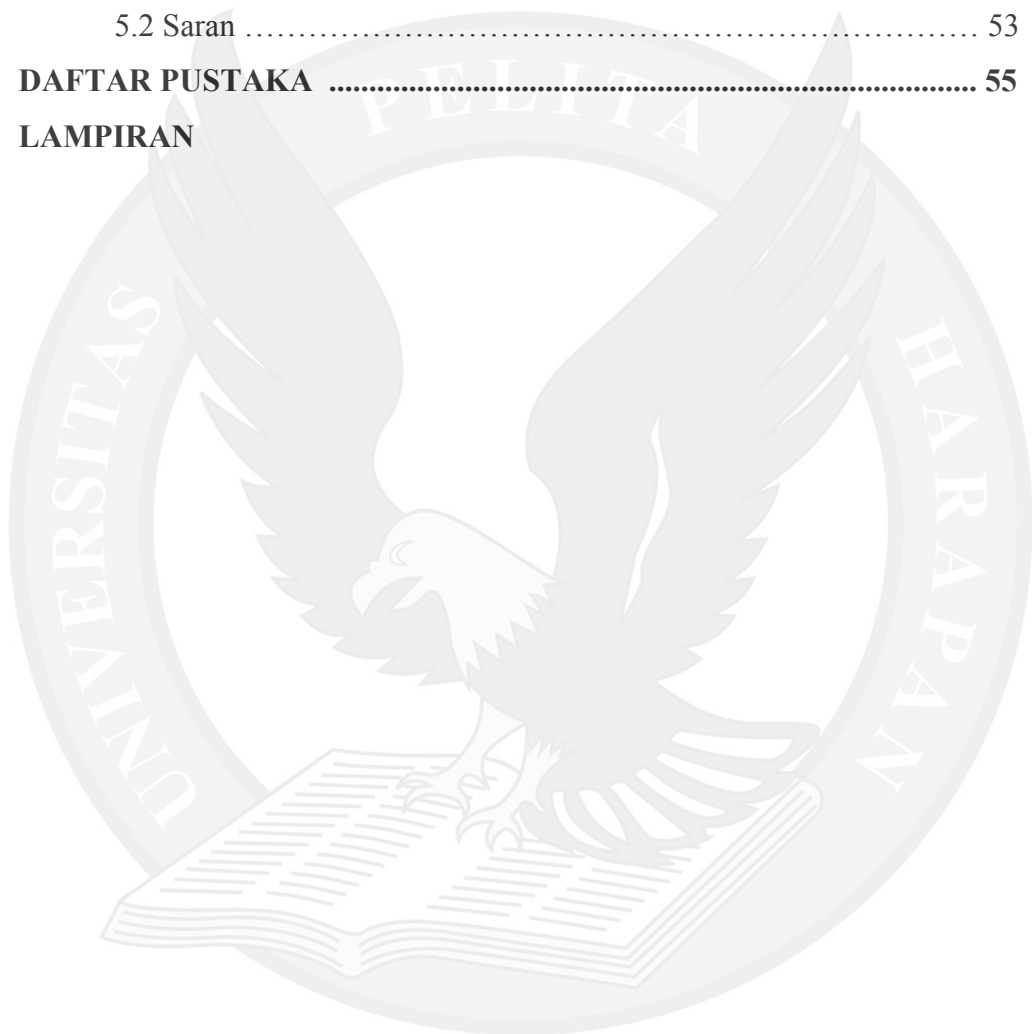 5.2 Saran …………………………………………………………………… 53
DAFTAR PUSTAKA .................................................................................. 55
LAMPIRAN
UNIVERSITAS PELITA HARAPAN